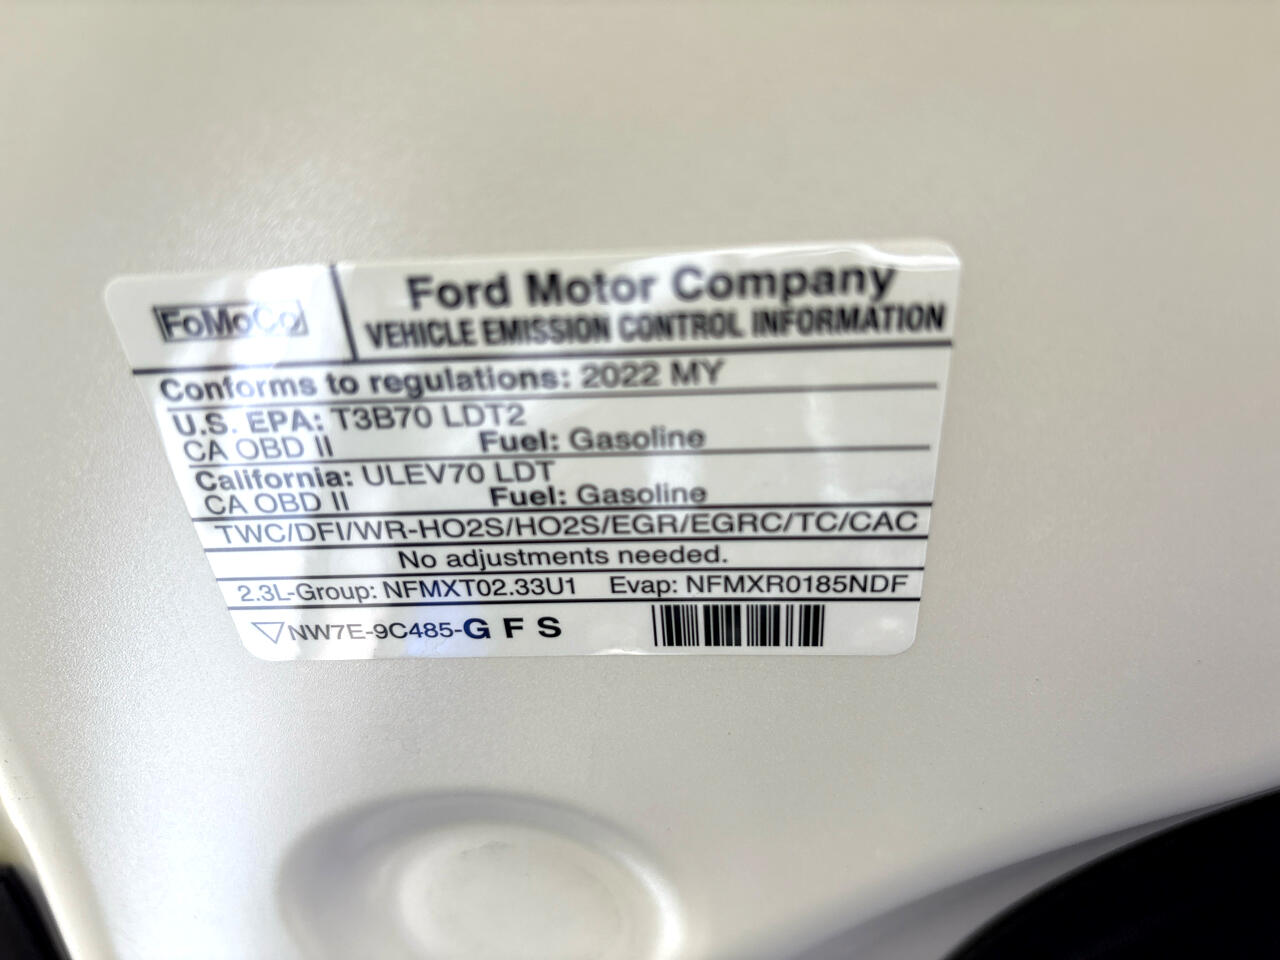 FoMoCo
Ford Motor Company
VEHICLE EMISSION CONTROL INFORMATION
Conforms to regulations: 2022 MY
U.S. EPA: T3B70 LDT2
CA OBD II Fuel: Gasoline
California: ULEV70 LDT
CA OBD II Fuel: Gasoline
TWC/DFI/WR-HO2S/HO2S/EGR/EGRC/TC/CAC
No adjustments needed.
2.3L-Group: NFMXT02.33U1 Evap: NFMXR0185NDF
NW7E-9C485-G F S